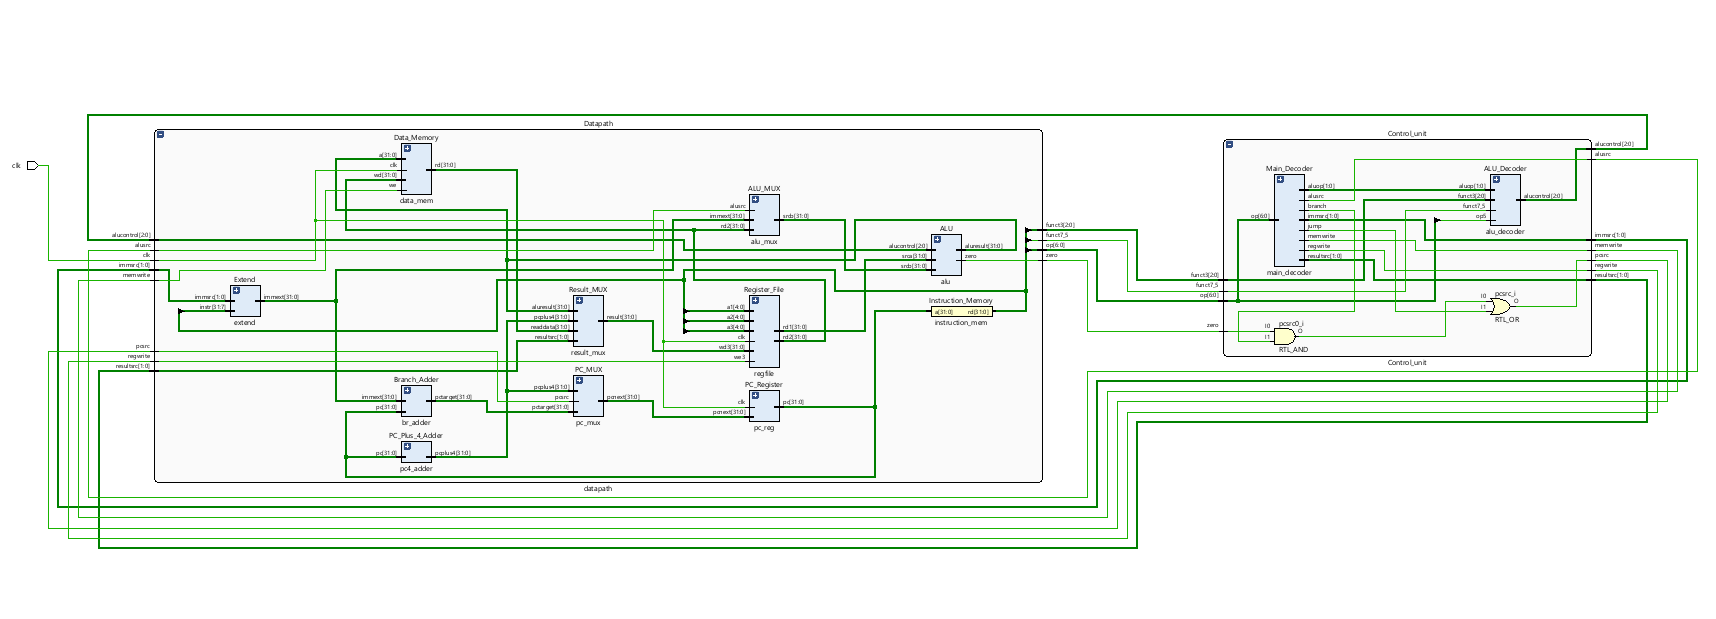 clk
Datapath
Data_Memory
a[31:0]
clk
wd[31:0]
we
rd[31:0]
data_mem
ALU_MUX
alusrc
immext[31:0]
rd2[31:0]
srcb[31:0]
alu_mux
ALU
alucontrol[2:0]
srca[31:0]
srcb[31:0]
aluresult[31:0]
zero
alu
funct3[2:0]
funct7_5
op[6:0]
zero
alucontrol[2:0]
alusrc
clk
immsrc[1:0]
memwrite
Extend
immsrc[1:0]
instr[31:7]
immext[31:0]
extend
Result_MUX
aluresult[31:0]
pcplus4[31:0]
readdata[31:0]
resultsrc[1:0]
result[31:0]
result_mux
Register_File
a1[4:0]
a2[4:0]
a3[4:0]
clk
wd3[31:0]
we3
rd1[31:0]
rd2[31:0]
regfile
Instruction_Memory
a[31:0]
rd[31:0]
instruction_mem
pcsrc
regwrite
resultsrc[1:0]
Branch_Adder
immext[31:0]
pc[31:0]
pctarget[31:0]
br_adder
PC_MUX
pcplus4[31:0]
pcsrc
pctarget[31:0]
pcnext[31:0]
pc_mux
PC_Register
clk
pcnext[31:0]
pc[31:0]
pc_reg
PC_Plus_4_Adder
pc[31:0]
pcplus4[31:0]
pc4_adder
datapath
Control_unit
Main_Decoder
op[6:0]
aluop[1:0]
alusrc
branch
immsrc[1:0]
jump
memwrite
regwrite
resultsrc[1:0]
main_decoder
ALU_Decoder
aluop[1:0]
funct3[2:0]
funct7_5
op5
alucontrol[2:0]
alu_decoder
alucontrol[2:0]
alusrc
immsrc[1:0]
memwrite
pcsrc
regwrite
resultsrc[1:0]
funct3[2:0]
funct7_5
op[6:0]
zero
pcsrc_i
I0
I1
O
RTL_OR
pcsrc0_i
I0
I1
O
RTL_AND
Control_unit